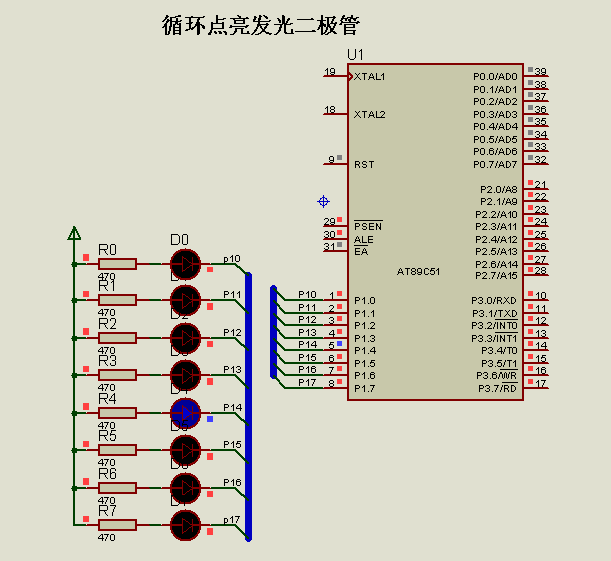 循环点亮发光二极管
U1
19 XTAL1 P0.0/AD0 39
P0.1/AD1 38
P0.2/AD2 37
18 XTAL2 P0.3/AD3 36
P0.4/AD4 35
P0.5/AD5 34
P0.6/AD6 33
9 RST P0.7/AD7 32
P2.0/A8 21
P2.1/A9 22
P2.2/A10 23
29 PSEN P2.3/A11 24
30 ALE P2.4/A12 25
31 EA P2.5/A13 26
P2.6/A14 27
P2.7/A15 28
AT89C51
P10 1 P1.0 P3.0/RXD 10
P11 2 P1.1 P3.1/TXD 11
P12 3 P1.2 P3.2/INT0 12
P13 4 P1.3 P3.3/INT1 13
P14 5 P1.4 P3.4/T0 14
P15 6 P1.5 P3.5/T1 15
P16 7 P1.6 P3.6/WR 16
P17 8 P1.7 P3.7/RD 17
R0 D0 p10
470
R1 P11
470
R2 P12
470
R3 P13
470
R4 P14
470
R5 P15
470
R6 P16
470
R7 p17
470